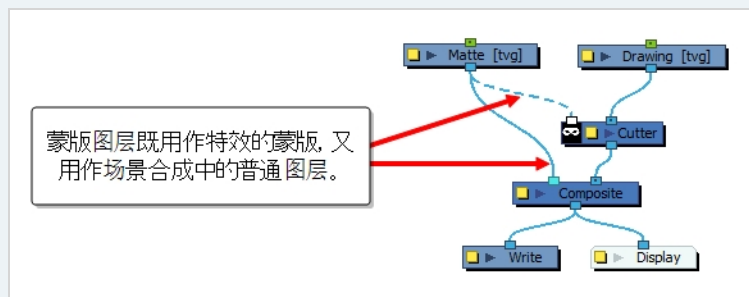 Matte [tvg]
Drawing [tvg]
蒙版图层既用作特效的蒙版, 又
用作场景合成中的普通图层。
Cutter
Composite
Write
Display